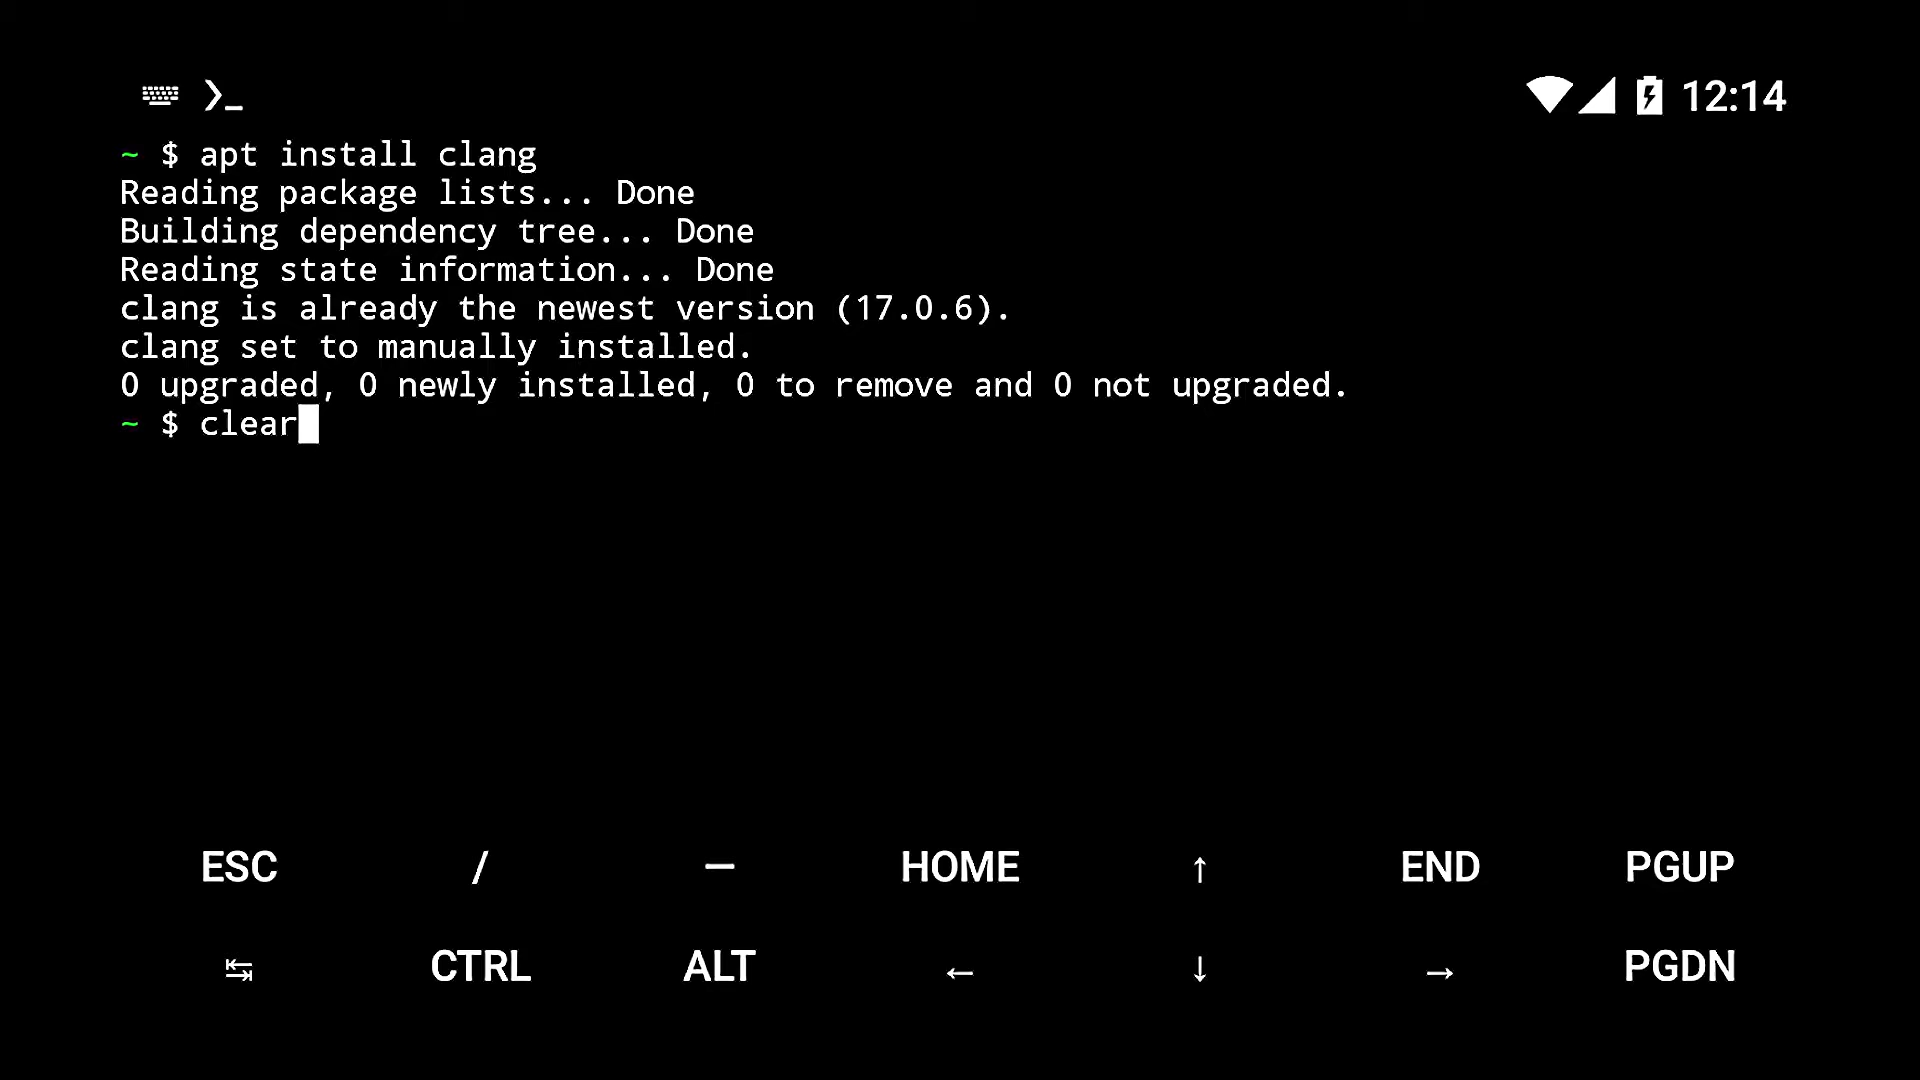 ❯_ 12:14
~ $ apt install clang
Reading package lists... Done
Building dependency tree... Done
Reading state information... Done
clang is already the newest version (17.0.6).
clang set to manually installed.
0 upgraded, 0 newly installed, 0 to remove and 0 not upgraded.
~ $ clear
ESC / — HOME ↑ END PGUP
↹ CTRL ALT ← ↓ → PGDN